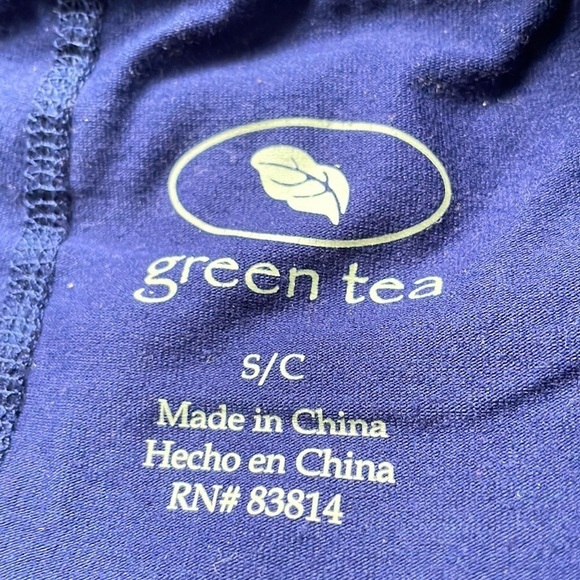 green tea
S/C
Made in China
Hecho en China
RN# 83814